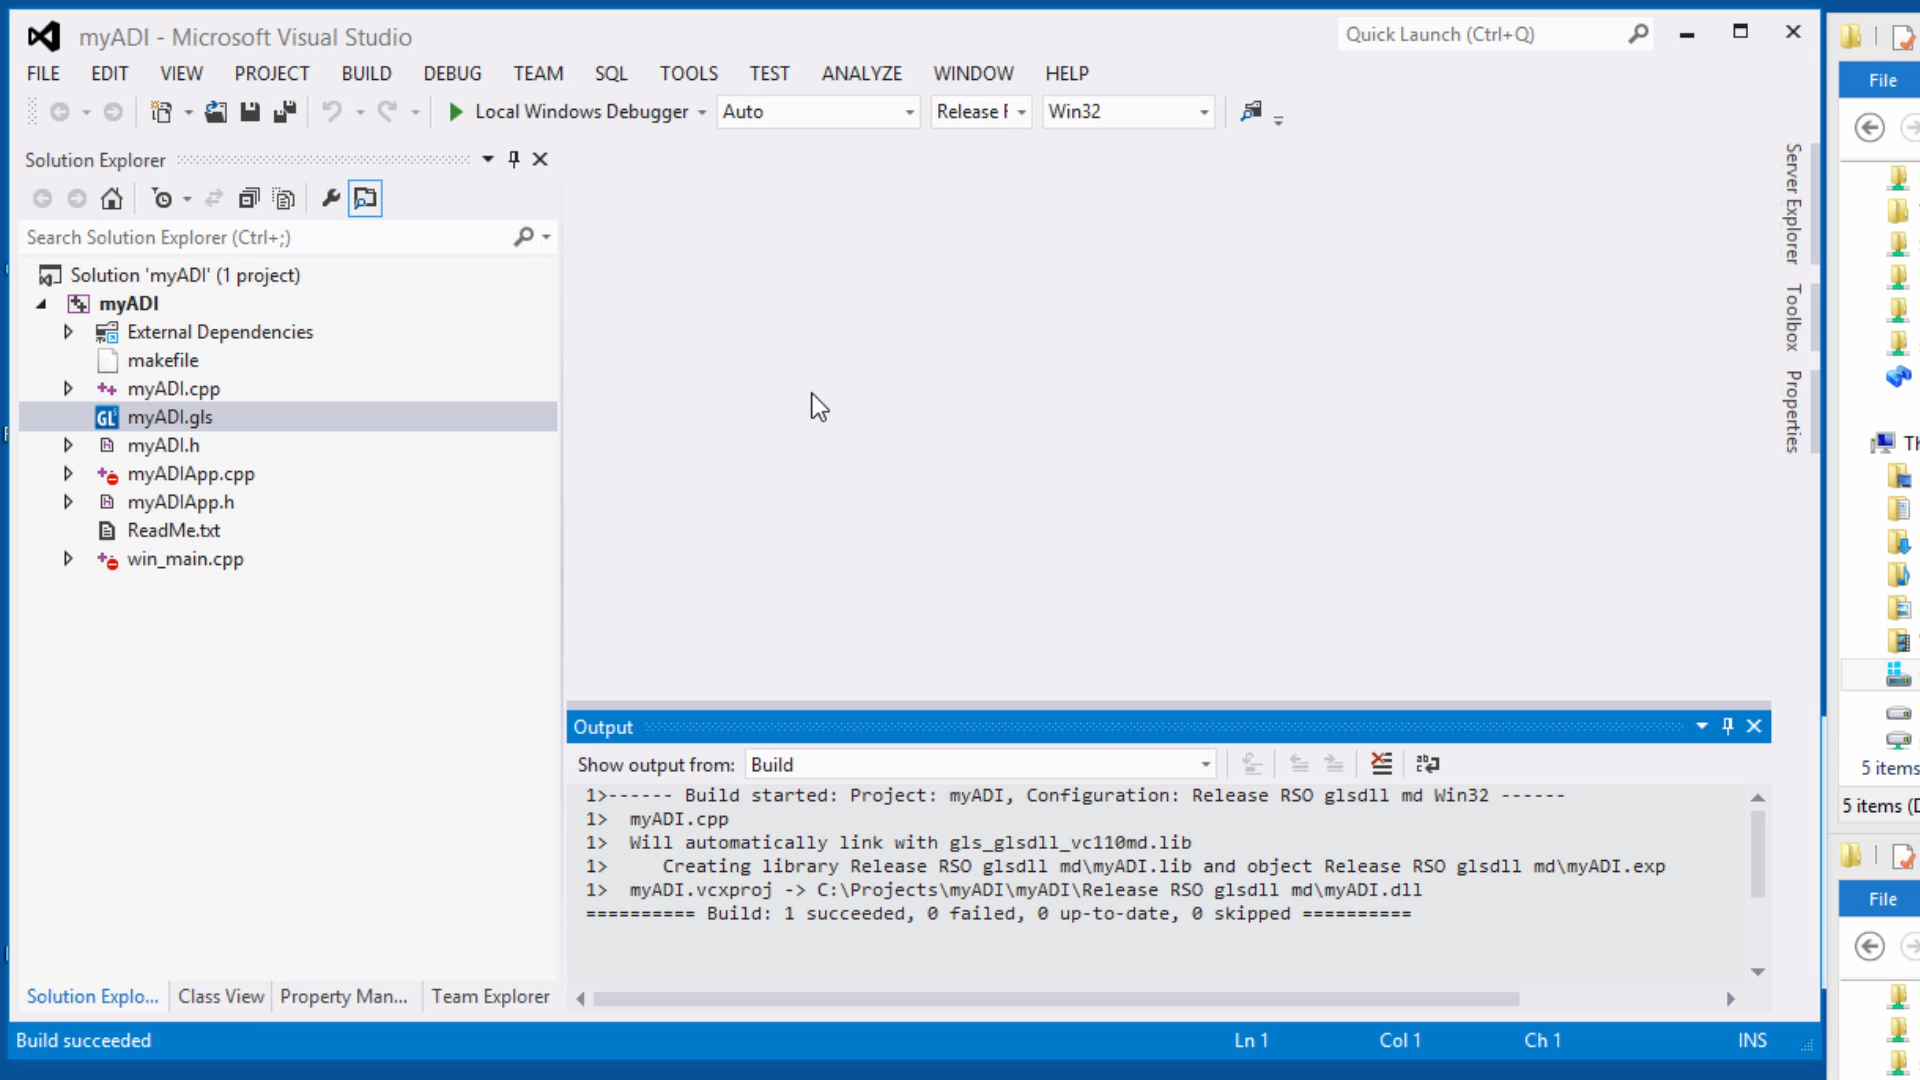 myADI - Microsoft Visual Studio
Quick Launch (Ctrl+Q)
FILE EDIT VIEW PROJECT BUILD DEBUG TEAM SQL TOOLS TEST ANALYZE WINDOW HELP
Local Windows Debugger Auto Release Win32
Solution Explorer
Search Solution Explorer (Ctrl+;)
Solution 'myADI' (1 project)
myADI
External Dependencies
makefile
myADI.cpp
GL myADI.gls
myADI.h
myADIApp.cpp
myADIApp.h
ReadMe.txt
win_main.cpp
Solution Explo... Class View Property Man... Team Explorer
Server Explorer
Toolbox
Properties
Output
Show output from: Build
1>------ Build started: Project: myADI, Configuration: Release RSO glsdll md Win32 ------
1>  myADI.cpp
1>  Will automatically link with gls_glsdll_vc110md.lib
1>     Creating library Release RSO glsdll md\myADI.lib and object Release RSO glsdll md\myADI.exp
1>  myADI.vcxproj -> C:\Projects\myADI\myADI\Release RSO glsdll md\myADI.dll
========== Build: 1 succeeded, 0 failed, 0 up-to-date, 0 skipped ==========
Build succeeded Ln 1 Col 1 Ch 1 INS
File
5 items
5 items
File